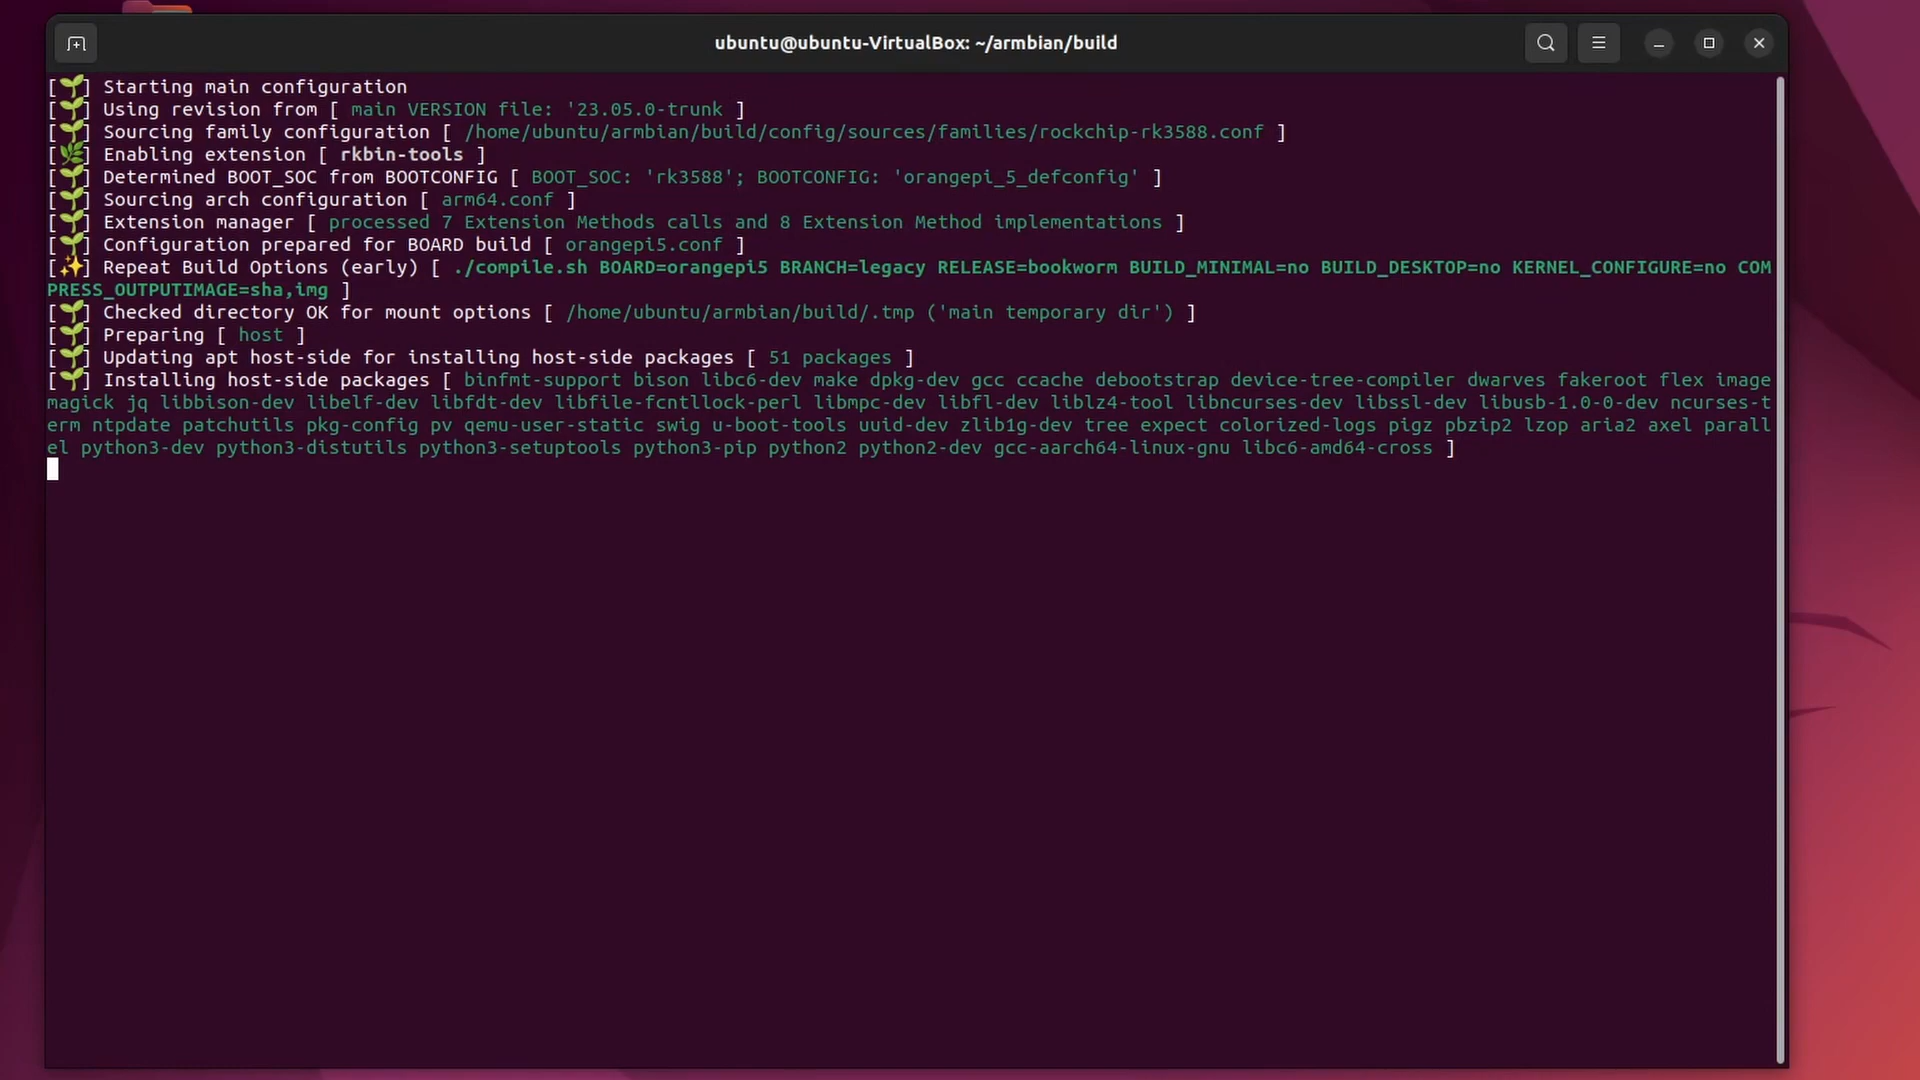 ubuntu@ubuntu-VirtualBox: ~/armbian/build
[🌱] Starting main configuration
[🌱] Using revision from [ main VERSION file: '23.05.0-trunk ]
[🌱] Sourcing family configuration [ /home/ubuntu/armbian/build/config/sources/families/rockchip-rk3588.conf ]
[🌿] Enabling extension [ rkbin-tools ]
[🌱] Determined BOOT_SOC from BOOTCONFIG [ BOOT_SOC: 'rk3588'; BOOTCONFIG: 'orangepi_5_defconfig' ]
[🌱] Sourcing arch configuration [ arm64.conf ]
[🌱] Extension manager [ processed 7 Extension Methods calls and 8 Extension Method implementations ]
[🌱] Configuration prepared for BOARD build [ orangepi5.conf ]
[✨] Repeat Build Options (early) [ ./compile.sh BOARD=orangepi5 BRANCH=legacy RELEASE=bookworm BUILD_MINIMAL=no BUILD_DESKTOP=no KERNEL_CONFIGURE=no COM
PRESS_OUTPUTIMAGE=sha,img ]
[🌱] Checked directory OK for mount options [ /home/ubuntu/armbian/build/.tmp ('main temporary dir') ]
[🌱] Preparing [ host ]
[🌱] Updating apt host-side for installing host-side packages [ 51 packages ]
[🌱] Installing host-side packages [ binfmt-support bison libc6-dev make dpkg-dev gcc ccache debootstrap device-tree-compiler dwarves fakeroot flex image
magick jq libbison-dev libelf-dev libfdt-dev libfile-fcntllock-perl libmpc-dev libfl-dev liblz4-tool libncurses-dev libssl-dev libusb-1.0-0-dev ncurses-t
erm ntpdate patchutils pkg-config pv qemu-user-static swig u-boot-tools uuid-dev zlib1g-dev tree expect colorized-logs pigz pbzip2 lzop aria2 axel parall
el python3-dev python3-distutils python3-setuptools python3-pip python2 python2-dev gcc-aarch64-linux-gnu libc6-amd64-cross ]